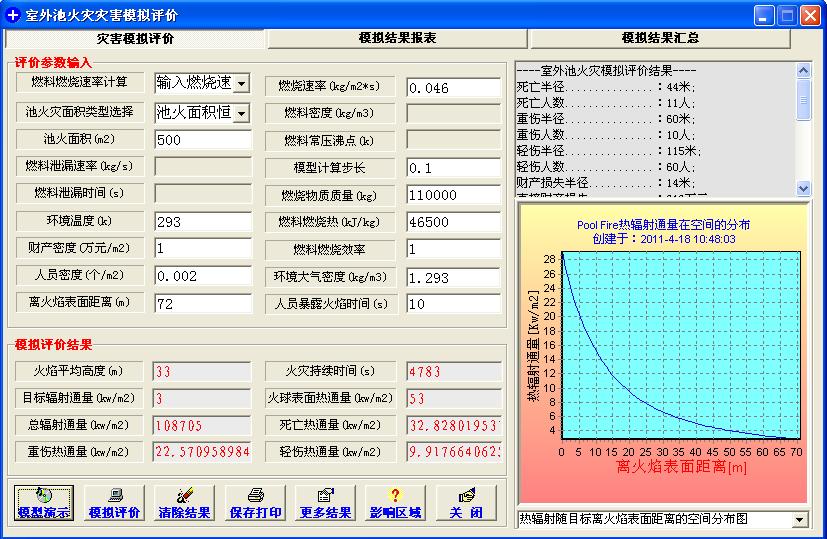 室外池火灾灾害模拟评价
灾害模拟评价 模拟结果报表 模拟结果汇总
评价参数输入
燃料燃烧速率计算 输入燃烧速
池火灾面积类型选择 池火面积恒
池火面积(m2) 500
燃料泄漏速率(kg/s)
燃料泄漏时间(s)
环境温度(k) 293
财产密度(万元/m2) 1
人员密度(个/m2) 0.002
离火焰表面距离(m) 72
燃烧速率(kg/m2*s) 0.046
燃料密度(kg/m3)
燃料常压沸点(k)
模型计算步长 0.1
燃烧物质质量(kg) 110000
燃料燃烧热(kJ/kg) 46500
燃料燃烧效率 1
环境大气密度(kg/m3) 1.293
人员暴露火焰时间(s) 10
模拟评价结果
火焰平均高度(m) 33
目标辐射通量(kw/m2) 3
总辐射通量(kw/m2) 108705
重伤热通量(kw/m2) 22.570958984
火灾持续时间(s) 4783
火球表面热通量(kw/m2) 53
死亡热通量(kw/m2) 32.82801953
轻伤热通量(kw/m2) 9.917664062
模型演示 模拟评价 清除结果 保存打印 更多结果 ? 影响区域 关 闭
----室外池火灾模拟评价结果----
死亡半径..............：44米;
死亡人数..............：11人;
重伤半径..............：60米;
重伤人数..............：10人;
轻伤半径..............：115米;
轻伤人数..............：60人;
财产损失半径..........：14米;
Pool Fire热辐射通量在空间的分布
创建于：2011-4-18 10:48:03
热辐射通量[Kw/m2]
28
26
24
22
20
18
16
14
12
10
8
6
4
0 5 10 15 20 25 30 35 40 45 50 55 60 65 70
离火焰表面距离[m]
热辐射随目标离火焰表面距离的空间分布图